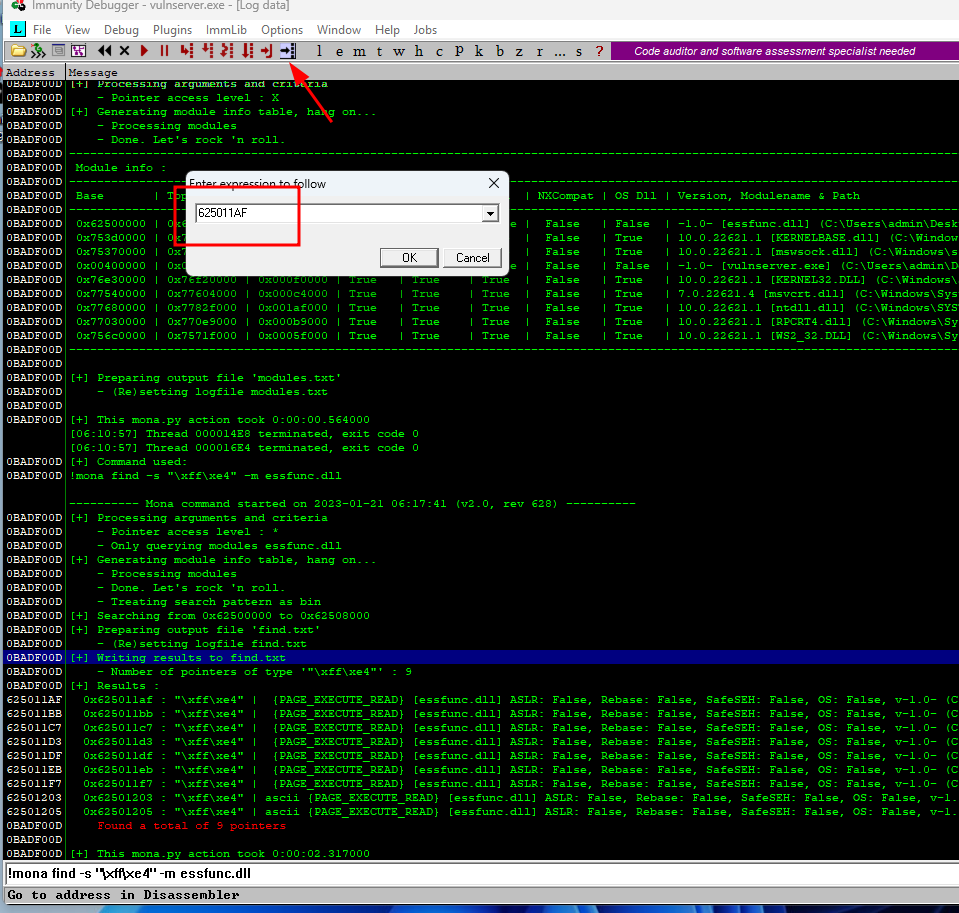 Immunity Debugger - vulnserver.exe - [Log data]
L File View Debug Plugins ImmLib Options Window Help Jobs
l e m t w h c P k b z r ... s ? Code auditor and software assessment specialist needed
Address Message
0BADF00D [+] Processing arguments and criteria
0BADF00D - Pointer access level : X
0BADF00D [+] Generating module info table, hang on...
0BADF00D - Processing modules
0BADF00D - Done. Let's rock 'n roll.
0BADF00D
0BADF00D Module info :
0BADF00D
Enter expression to follow
0BADF00D Base | | NXCompat | OS Dll | Version, Modulename & Path
0BADF00D
625011AF
0BADF00D 0x62500000 | | False | False | -1.0- [essfunc.dll] (C:\Users\admin\Desk
0BADF00D 0x753d0000 | | False | True | 10.0.22621.1 [KERNELBASE.dll] (C:\Window
0BADF00D 0x75370000 | | False | True | 10.0.22621.1 [mswsock.dll] (C:\Windows\s
0BADF00D 0x00400000 | | False | False | -1.0- [vulnserver.exe] (C:\Users\admin\D
OK Cancel
0BADF00D 0x76e30000 | 0x76f20000 | 0x000f0000 | True | True | True | False | True | 10.0.22621.1 [KERNEL32.DLL] (C:\Windows
0BADF00D 0x77540000 | 0x77604000 | 0x000c4000 | True | True | True | False | True | 7.0.22621.4 [msvcrt.dll] (C:\Windows\Sys
0BADF00D 0x77680000 | 0x7782f000 | 0x001af000 | True | True | True | False | True | 10.0.22621.1 [ntdll.dll] (C:\Windows\SYS
0BADF00D 0x77030000 | 0x770e9000 | 0x000b9000 | True | True | True | False | True | 10.0.22621.1 [RPCRT4.dll] (C:\Windows\Sy
0BADF00D 0x756c0000 | 0x7571f000 | 0x0005f000 | True | True | True | False | True | 10.0.22621.1 [WS2_32.DLL] (C:\Windows\Sy
0BADF00D
0BADF00D
0BADF00D [+] Preparing output file 'modules.txt'
0BADF00D - (Re)setting logfile modules.txt
0BADF00D
0BADF00D [+] This mona.py action took 0:00:00.564000
[06:10:57] Thread 000014E8 terminated, exit code 0
[06:10:57] Thread 000016E4 terminated, exit code 0
0BADF00D [+] Command used:
0BADF00D !mona find -s "\xff\xe4" -m essfunc.dll
---------- Mona command started on 2023-01-21 06:17:41 (v2.0, rev 628) ----------
0BADF00D [+] Processing arguments and criteria
0BADF00D - Pointer access level : *
0BADF00D - Only querying modules essfunc.dll
0BADF00D [+] Generating module info table, hang on...
0BADF00D - Processing modules
0BADF00D - Done. Let's rock 'n roll.
0BADF00D - Treating search pattern as bin
0BADF00D [+] Searching from 0x62500000 to 0x62508000
0BADF00D [+] Preparing output file 'find.txt'
0BADF00D - (Re)setting logfile find.txt
0BADF00D [+] Writing results to find.txt
0BADF00D - Number of pointers of type '"\xff\xe4"' : 9
0BADF00D [+] Results :
625011AF 0x625011af : "\xff\xe4" | {PAGE_EXECUTE_READ} [essfunc.dll] ASLR: False, Rebase: False, SafeSEH: False, OS: False, v-1.0- (C
625011BB 0x625011bb : "\xff\xe4" | {PAGE_EXECUTE_READ} [essfunc.dll] ASLR: False, Rebase: False, SafeSEH: False, OS: False, v-1.0- (C
625011C7 0x625011c7 : "\xff\xe4" | {PAGE_EXECUTE_READ} [essfunc.dll] ASLR: False, Rebase: False, SafeSEH: False, OS: False, v-1.0- (C
625011D3 0x625011d3 : "\xff\xe4" | {PAGE_EXECUTE_READ} [essfunc.dll] ASLR: False, Rebase: False, SafeSEH: False, OS: False, v-1.0- (C
625011DF 0x625011df : "\xff\xe4" | {PAGE_EXECUTE_READ} [essfunc.dll] ASLR: False, Rebase: False, SafeSEH: False, OS: False, v-1.0- (C
625011EB 0x625011eb : "\xff\xe4" | {PAGE_EXECUTE_READ} [essfunc.dll] ASLR: False, Rebase: False, SafeSEH: False, OS: False, v-1.0- (C
625011F7 0x625011f7 : "\xff\xe4" | {PAGE_EXECUTE_READ} [essfunc.dll] ASLR: False, Rebase: False, SafeSEH: False, OS: False, v-1.0- (C
62501203 0x62501203 : "\xff\xe4" | ascii {PAGE_EXECUTE_READ} [essfunc.dll] ASLR: False, Rebase: False, SafeSEH: False, OS: False, v-1.
62501205 0x62501205 : "\xff\xe4" | ascii {PAGE_EXECUTE_READ} [essfunc.dll] ASLR: False, Rebase: False, SafeSEH: False, OS: False, v-1.
0BADF00D Found a total of 9 pointers
0BADF00D
0BADF00D [+] This mona.py action took 0:00:02.317000
!mona find -s "\xff\xe4" -m essfunc.dll
Go to address in Disassembler